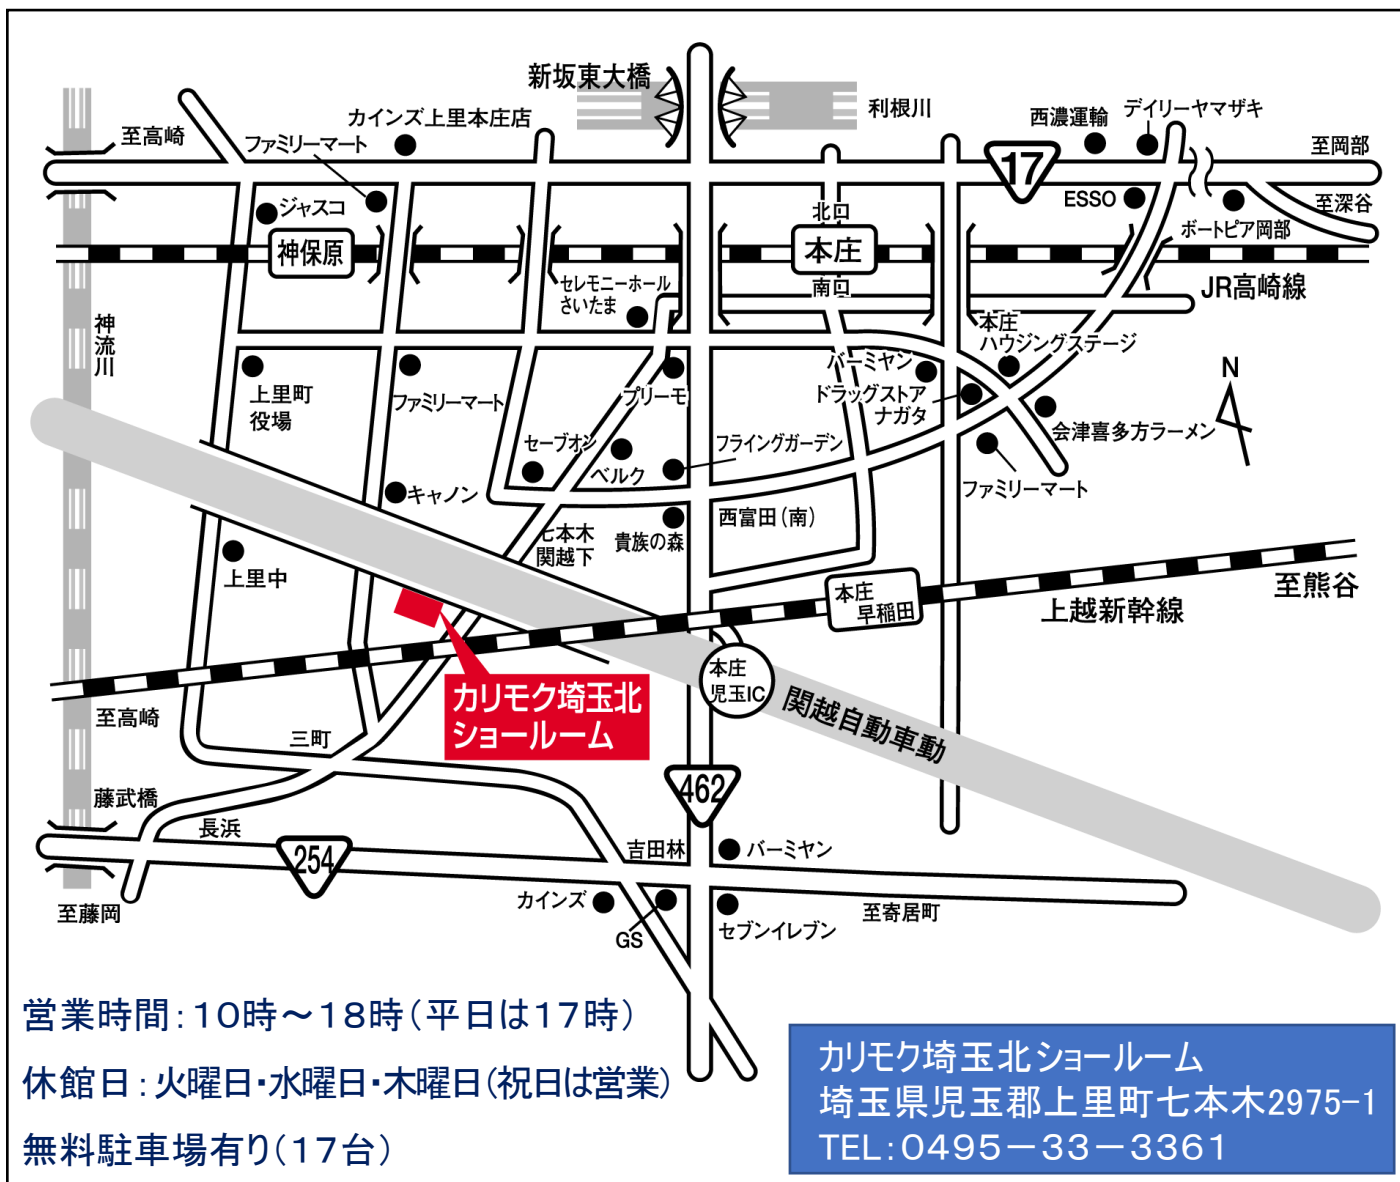 新坂東大橋
利根川
西濃運輸
デイリーヤマザキ
カインズ上里本庄店
至高崎
ファミリーマート
17
至岡部
ESSO
至深谷
ジャスコ
北口
ボートピア岡部
神保原
本庄
南口
JR高崎線
セレモニーホール
さいたま
神流川
本庄
ハウジングステージ
バーミヤン
N
上里町
役場
ファミリーマート
プリーモ
ドラッグストア
ナガタ
会津喜多方ラーメン
セーブオン
フライングガーデン
ベルク
キャノン
ファミリーマート
西富田（南）
七本木
関越下
貴族の森
上里中
本庄
早稲田
至熊谷
上越新幹線
本庄
児玉IC
カリモク埼玉北
ショールーム
関越自動車動
至高崎
三町
462
藤武橋
長浜
254
吉田林
バーミヤン
カインズ
至藤岡
GS
セブンイレブン
至寄居町
営業時間：10時～18時（平日は17時）
休館日：火曜日・水曜日・木曜日（祝日は営業）
無料駐車場有り（17台）
カリモク埼玉北ショールーム
埼玉県児玉郡上里町七本木2975-1
TEL：0495－33－3361